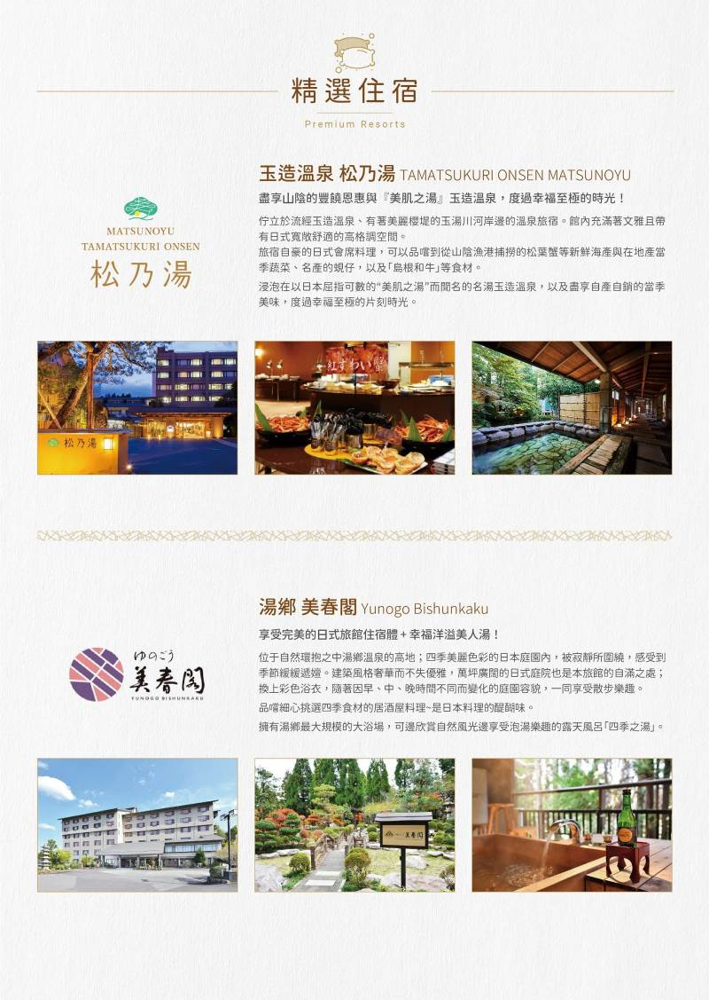 精選住宿
Premium Resorts
玉造溫泉 松乃湯 TAMATSUKURI ONSEN MATSUNOYU
盡享山陰的豐饒恩惠與『美肌之湯』玉造溫泉，度過幸福至極的時光！
MATSUNOYU
TAMATSUKURI ONSEN
松乃湯
佇立於流經玉造溫泉、有著美麗櫻堤的玉湯川河岸邊的溫泉旅宿。館內充滿著文雅且帶
有日式寬敞舒適的高格調空間。
旅宿自豪的日式會席料理，可以品嚐到從山陰漁港捕撈的松葉蟹等新鮮海產與在地產當
季蔬菜、名產的蜆仔，以及「島根和牛」等食材。
浸泡在以日本屈指可數的“美肌之湯”而聞名的名湯玉造溫泉，以及盡享自產自銷的當季
美味，度過幸福至極的片刻時光。
松乃湯
紅ずわい蟹
湯鄉 美春閣 Yunogo Bishunkaku
享受完美的日式旅館住宿體 + 幸福洋溢美人湯！
ゆのごう
美春閣
YUNOGO BISHUNKAKU
位于自然環抱之中湯鄉溫泉的高地；四季美麗色彩的日本庭園內，被寂靜所圍繞，感受到
季節緩緩遞嬗。建築風格奢華而不失優雅，萬坪廣闊的日式庭院也是本旅館的自滿之處；
換上彩色浴衣，隨著因早、中、晚時間不同而變化的庭園容貌，一同享受散步樂趣。
品嚐細心挑選四季食材的居酒屋料理~是日本料理的醍醐味。
擁有湯鄉最大規模的大浴場，可邊欣賞自然風光邊享受泡湯樂趣的露天風呂「四季之湯」。
美春閣